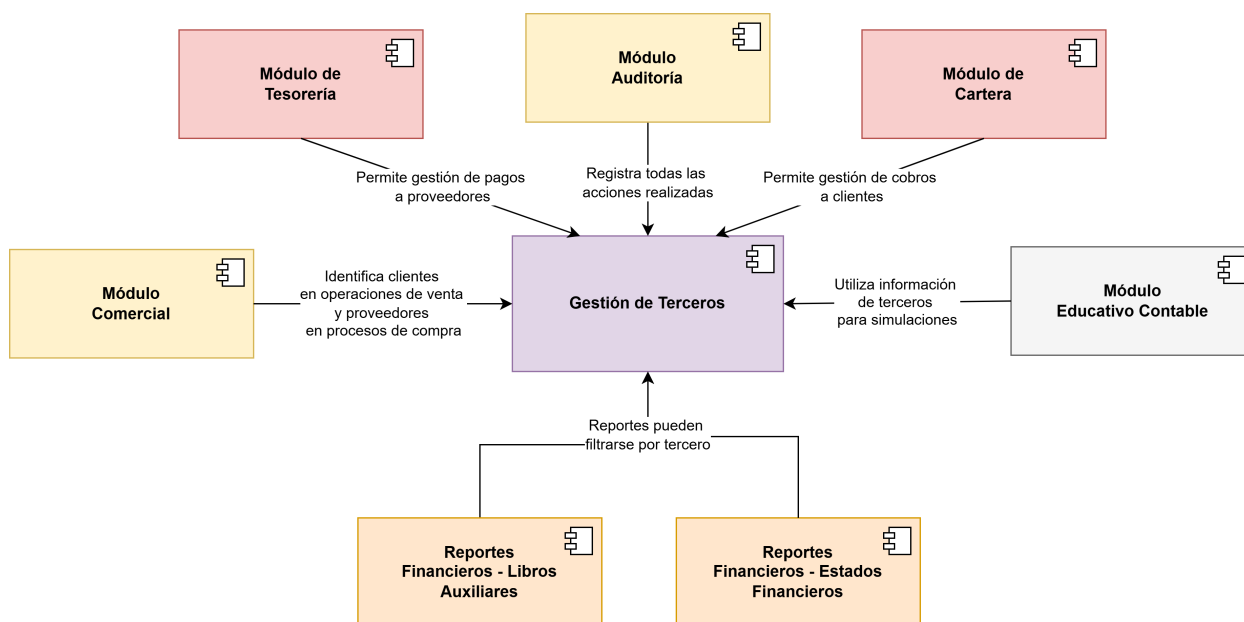 Módulo de
Tesorería
Módulo
Auditoría
Módulo de
Cartera
Permite gestión de pagos
a proveedores
Registra todas las
acciones realizadas
Permite gestión de cobros
a clientes
Módulo
Comercial
Identifica clientes
en operaciones de venta
y proveedores
en procesos de compra
Gestión de Terceros
Utiliza información
de terceros
para simulaciones
Módulo
Educativo Contable
Reportes pueden
filtrarse por tercero
Reportes
Financieros - Libros
Auxiliares
Reportes
Financieros - Estados
Financieros